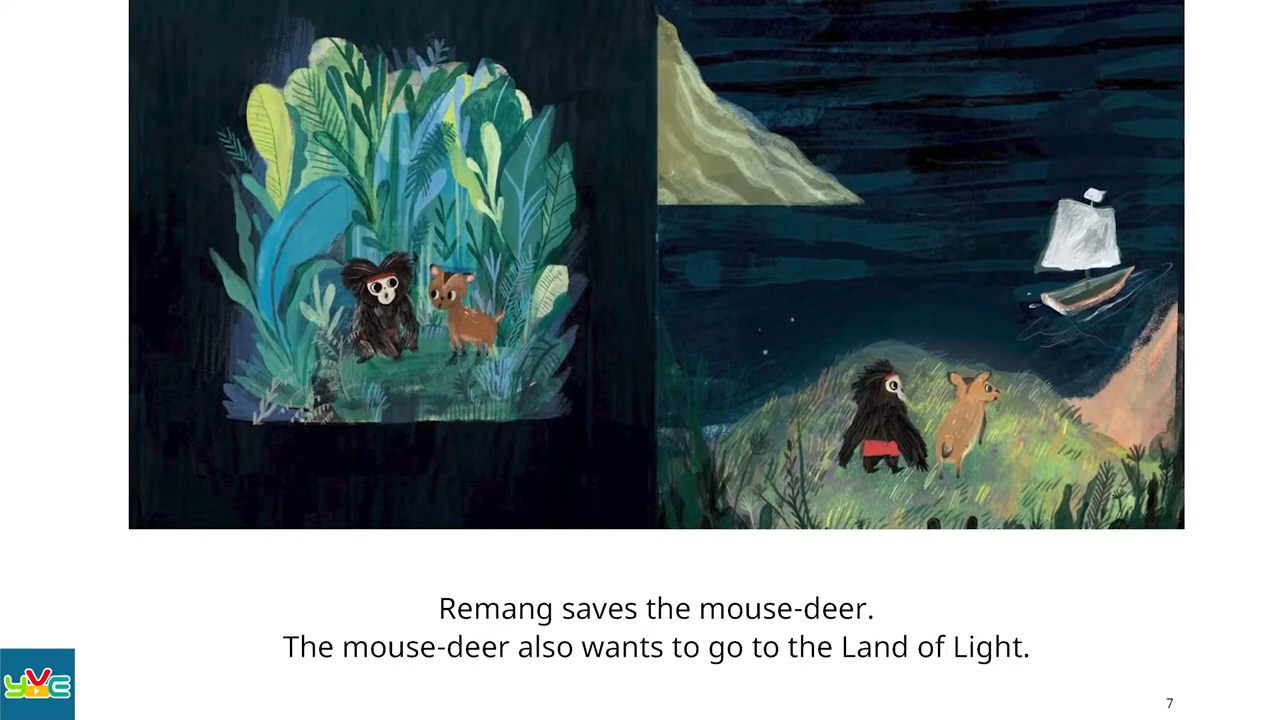 Remang saves the mouse-deer.
The mouse-deer also wants to go to the Land of Light.
7